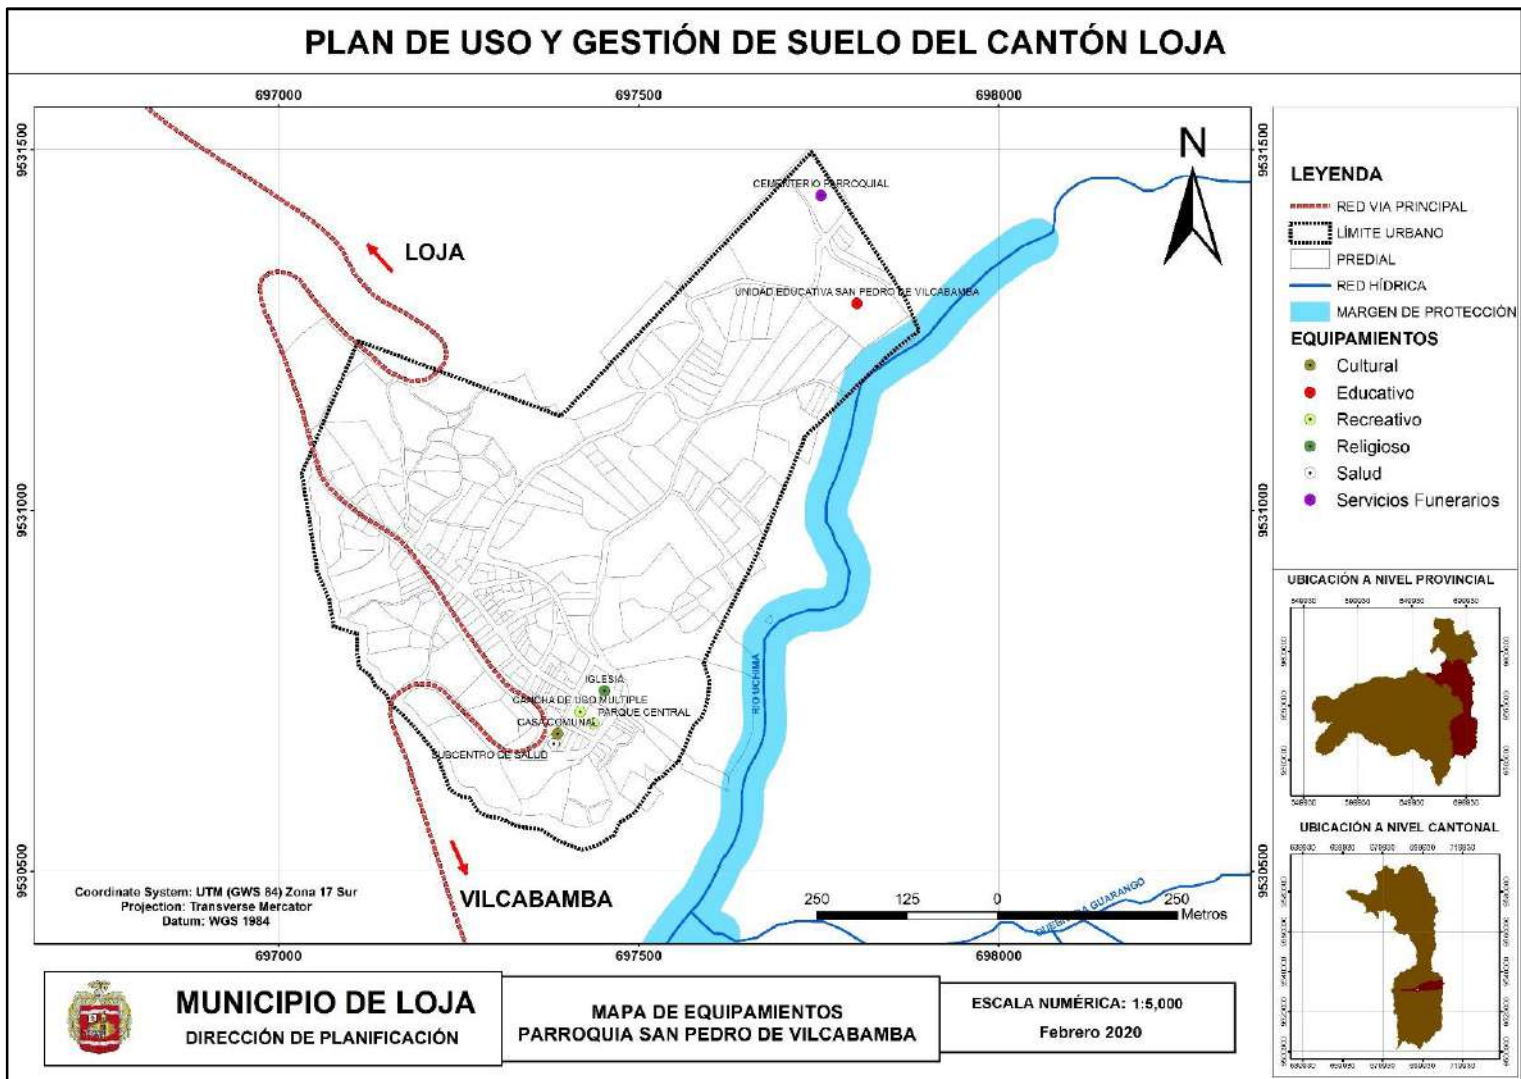 PLAN DE USO Y GESTIÓN DE SUELO DEL CANTÓN LOJA
697000
697500
698000
9531500
9531500
N
CEMENTERIO PARROQUIAL
LOJA
UNIDAD EDUCATIVA SAN PEDRO DE VILCABAMBA
9531000
9531000
RIO UCHIMA
IGLESIA
CANCHA DE USO MULTIPLE
PARQUE CENTRAL
CASA COMUNAL
SUBCENTRO DE SALUD
9530500
9530500
VILCABAMBA
QUEBRADA GUARANGO
Coordinate System: UTM (GWS 84) Zona 17 Sur
Projection: Transverse Mercator
Datum: WGS 1984
250
125
0
250
Metros
697000
697500
698000
LEYENDA
RED VIA PRINCIPAL
LÍMITE URBANO
PREDIAL
RED HÍDRICA
MARGEN DE PROTECCIÓN
EQUIPAMIENTOS
Cultural
Educativo
Recreativo
Religioso
Salud
Servicios Funerarios
UBICACIÓN A NIVEL PROVINCIAL
UBICACIÓN A NIVEL CANTONAL
MUNICIPIO DE LOJA
DIRECCIÓN DE PLANIFICACIÓN
MAPA DE EQUIPAMIENTOS
PARROQUIA SAN PEDRO DE VILCABAMBA
ESCALA NUMÉRICA: 1:5,000
Febrero 2020